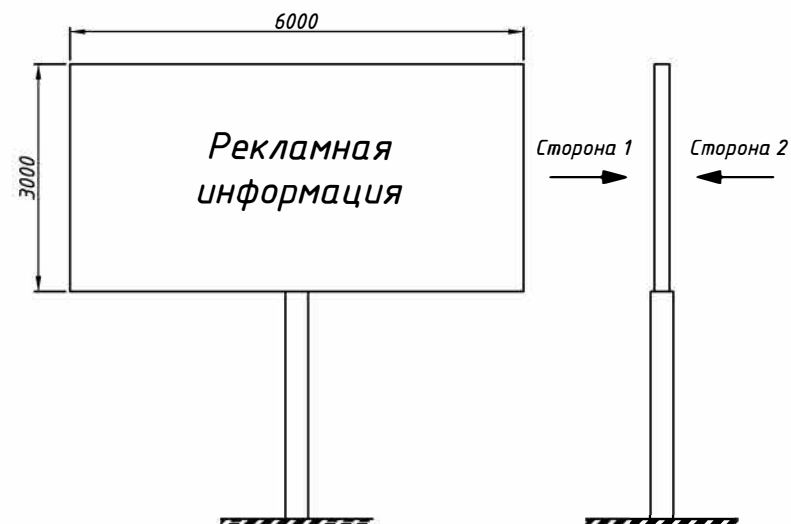 6000
3000
Рекламная
информация
Сторона 1
Сторона 2